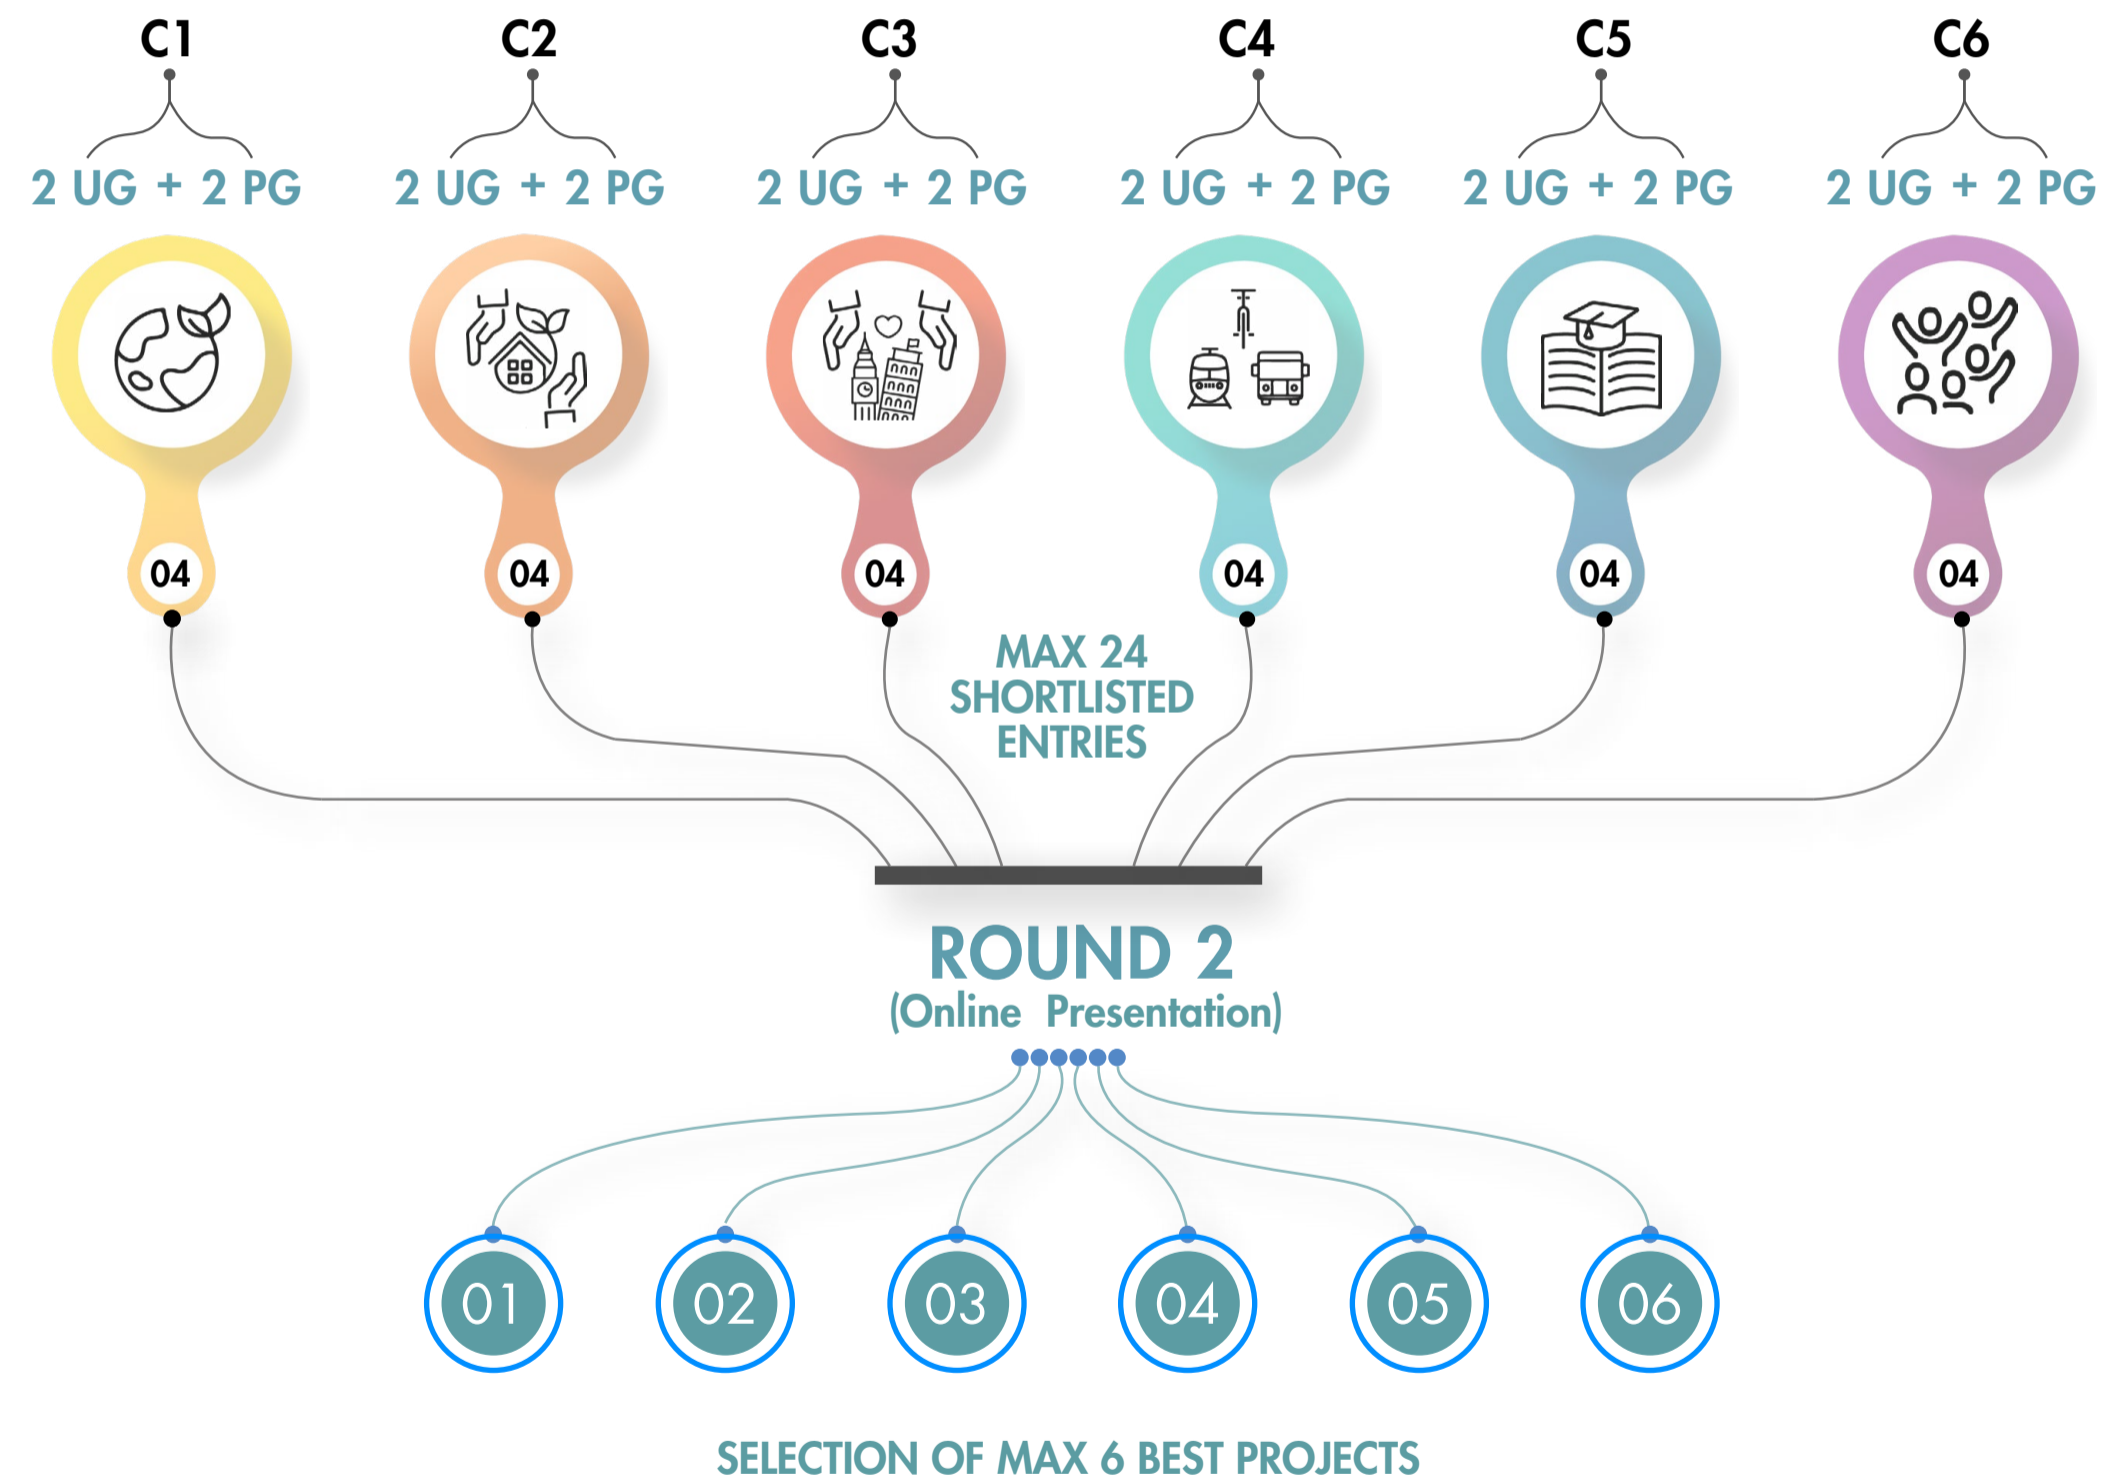 C1 C2 C3 C4 C5 C6
2 UG + 2 PG 2 UG + 2 PG 2 UG + 2 PG 2 UG + 2 PG 2 UG + 2 PG 2 UG + 2 PG
04 04 04 04 04 04
MAX 24
SHORTLISTED
ENTRIES
ROUND 2
(Online Presentation)
01 02 03 04 05 06
SELECTION OF MAX 6 BEST PROJECTS